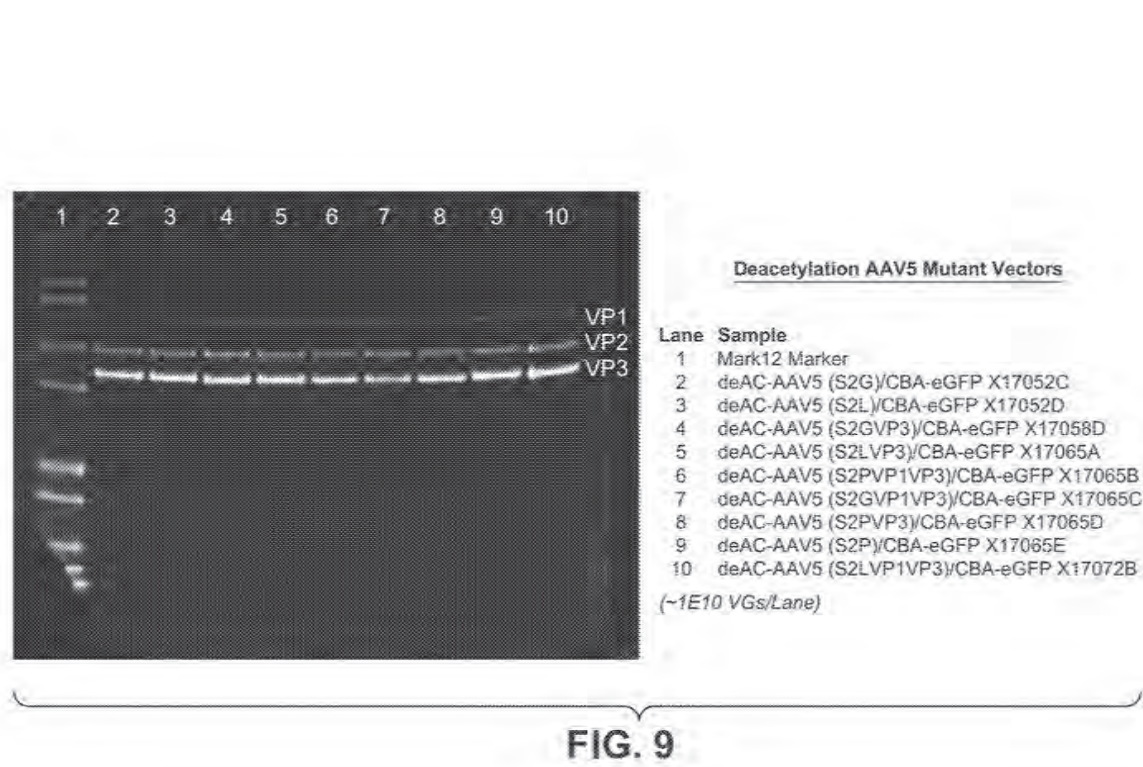 1 2 3 4 5 6 7 8 9 10
VP1
VP2
VP3
Deacetylation AAV5 Mutant Vectors
Lane Sample
1 Mark12 Marker
2 deAC-AAV5 (S2G)/CBA-eGFP X17052C
3 deAC-AAV5 (S2L)/CBA-eGFP X17052D
4 deAC-AAV5 (S2GVP3)/CBA-eGFP X17058D
5 deAC-AAV5 (S2LVP3)/CBA-eGFP X17065A
6 deAC-AAV5 (S2PVP1VP3)/CBA-eGFP X17065B
7 deAC-AAV5 (S2GVP1VP3)/CBA-eGFP X17065C
8 deAC-AAV5 (S2PVP3)/CBA-eGFP X17065D
9 deAC-AAV5 (S2P)/CBA-eGFP X17065E
10 deAC-AAV5 (S2LVP1VP3)/CBA-eGFP X17072B
(~1E10 VGs/Lane)
FIG. 9